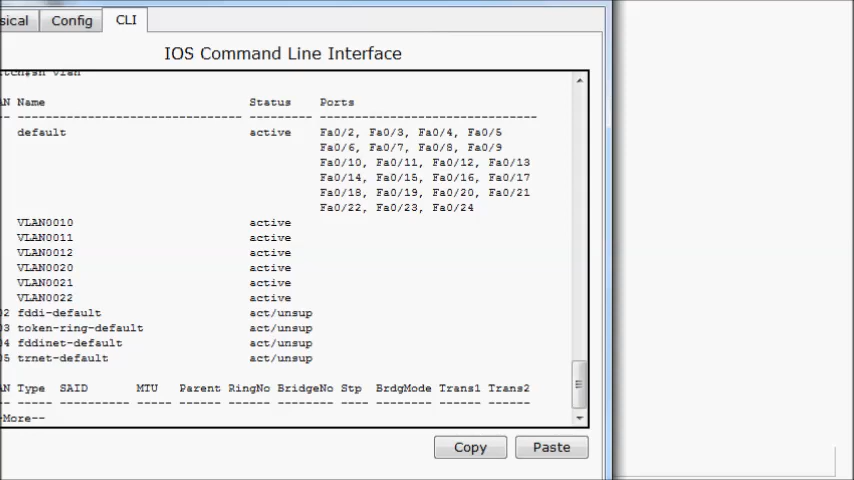 sical Config CLI
IOS Command Line Interface
tch#sh vlan
AN Name Status Ports
---- -------------------------------- --------- -------------------------------
default active Fa0/2, Fa0/3, Fa0/4, Fa0/5
Fa0/6, Fa0/7, Fa0/8, Fa0/9
Fa0/10, Fa0/11, Fa0/12, Fa0/13
Fa0/14, Fa0/15, Fa0/16, Fa0/17
Fa0/18, Fa0/19, Fa0/20, Fa0/21
Fa0/22, Fa0/23, Fa0/24
VLAN0010 active
VLAN0011 active
VLAN0012 active
VLAN0020 active
VLAN0021 active
VLAN0022 active
02 fddi-default act/unsup
03 token-ring-default act/unsup
04 fddinet-default act/unsup
05 trnet-default act/unsup
AN Type SAID MTU Parent RingNo BridgeNo Stp BrdgMode Trans1 Trans2
---- ----- ---------- ----- ------ ------ -------- ---- -------- ------ ------
-More--
Copy Paste